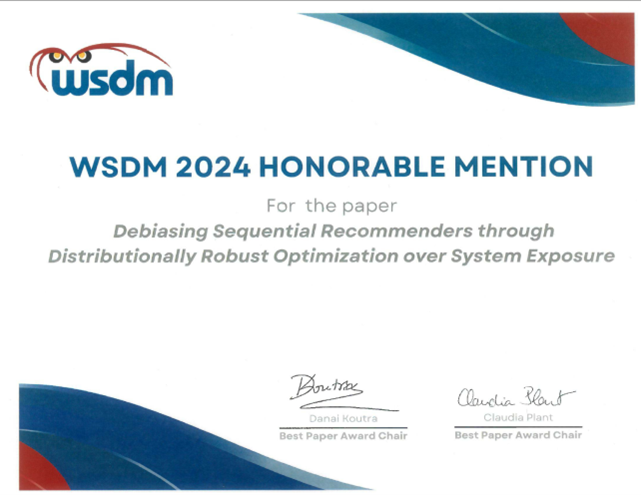 wsdm
WSDM 2024 HONORABLE MENTION
For the paper
Debiasing Sequential Recommenders through
Distributionally Robust Optimization over System Exposure
DKoutra
Claudia Plant
Danai Koutra
Claudia Plant
Best Paper Award Chair
Best Paper Award Chair